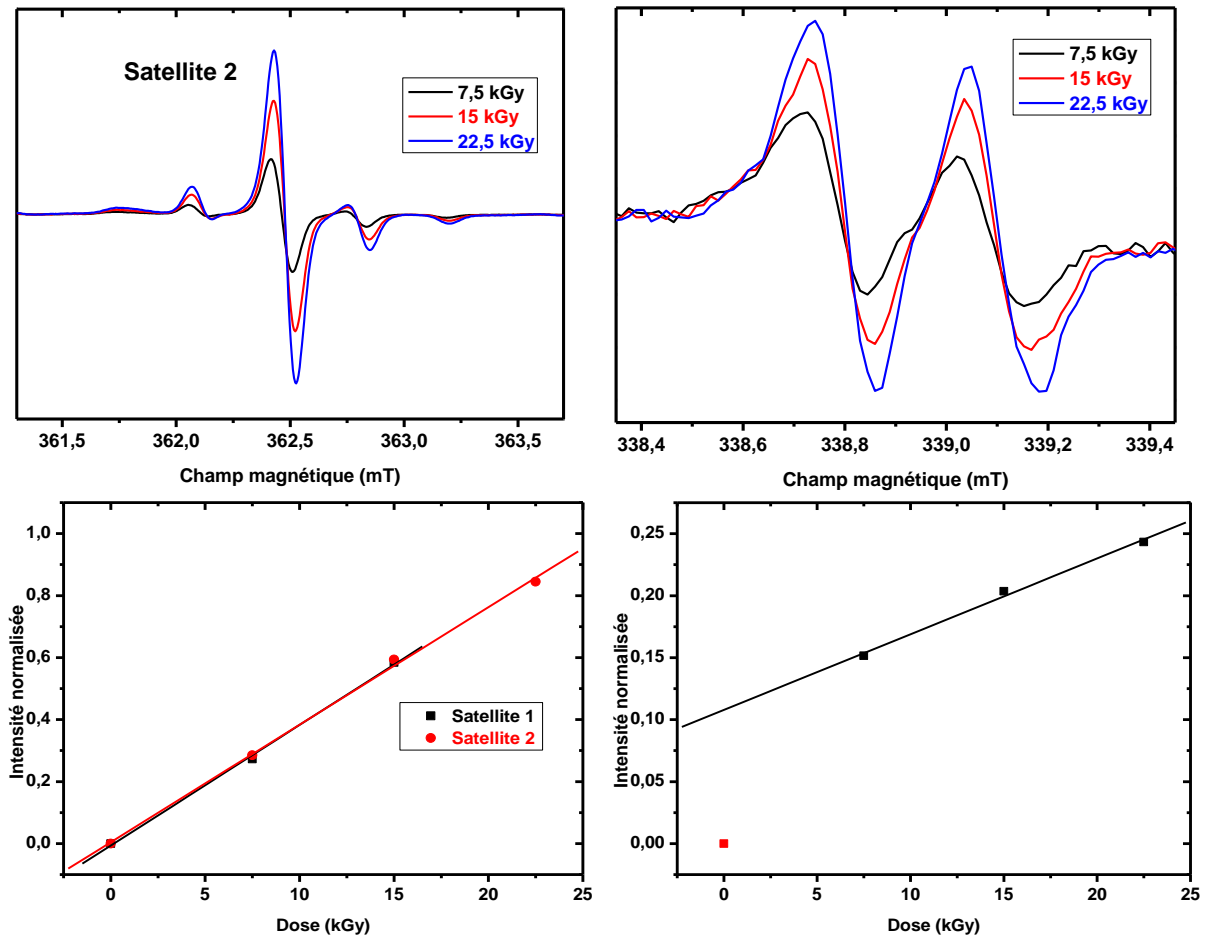 Satellite 2
7,5 kGy
15 kGy
22,5 kGy
361,5 362,0 362,5 363,0 363,5
Champ magnétique (mT)
7,5 kGy
15 kGy
22,5 kGy
338,4 338,6 338,8 339,0 339,2 339,4
Champ magnétique (mT)
Intensité normalisée
1,0
0,8
0,6
0,4
0,2
0,0
Satellite 1
Satellite 2
0 5 10 15 20 25
Dose (kGy)
Intensité normalisée
0,25
0,20
0,15
0,10
0,05
0,00
0 5 10 15 20 25
Dose (kGy)